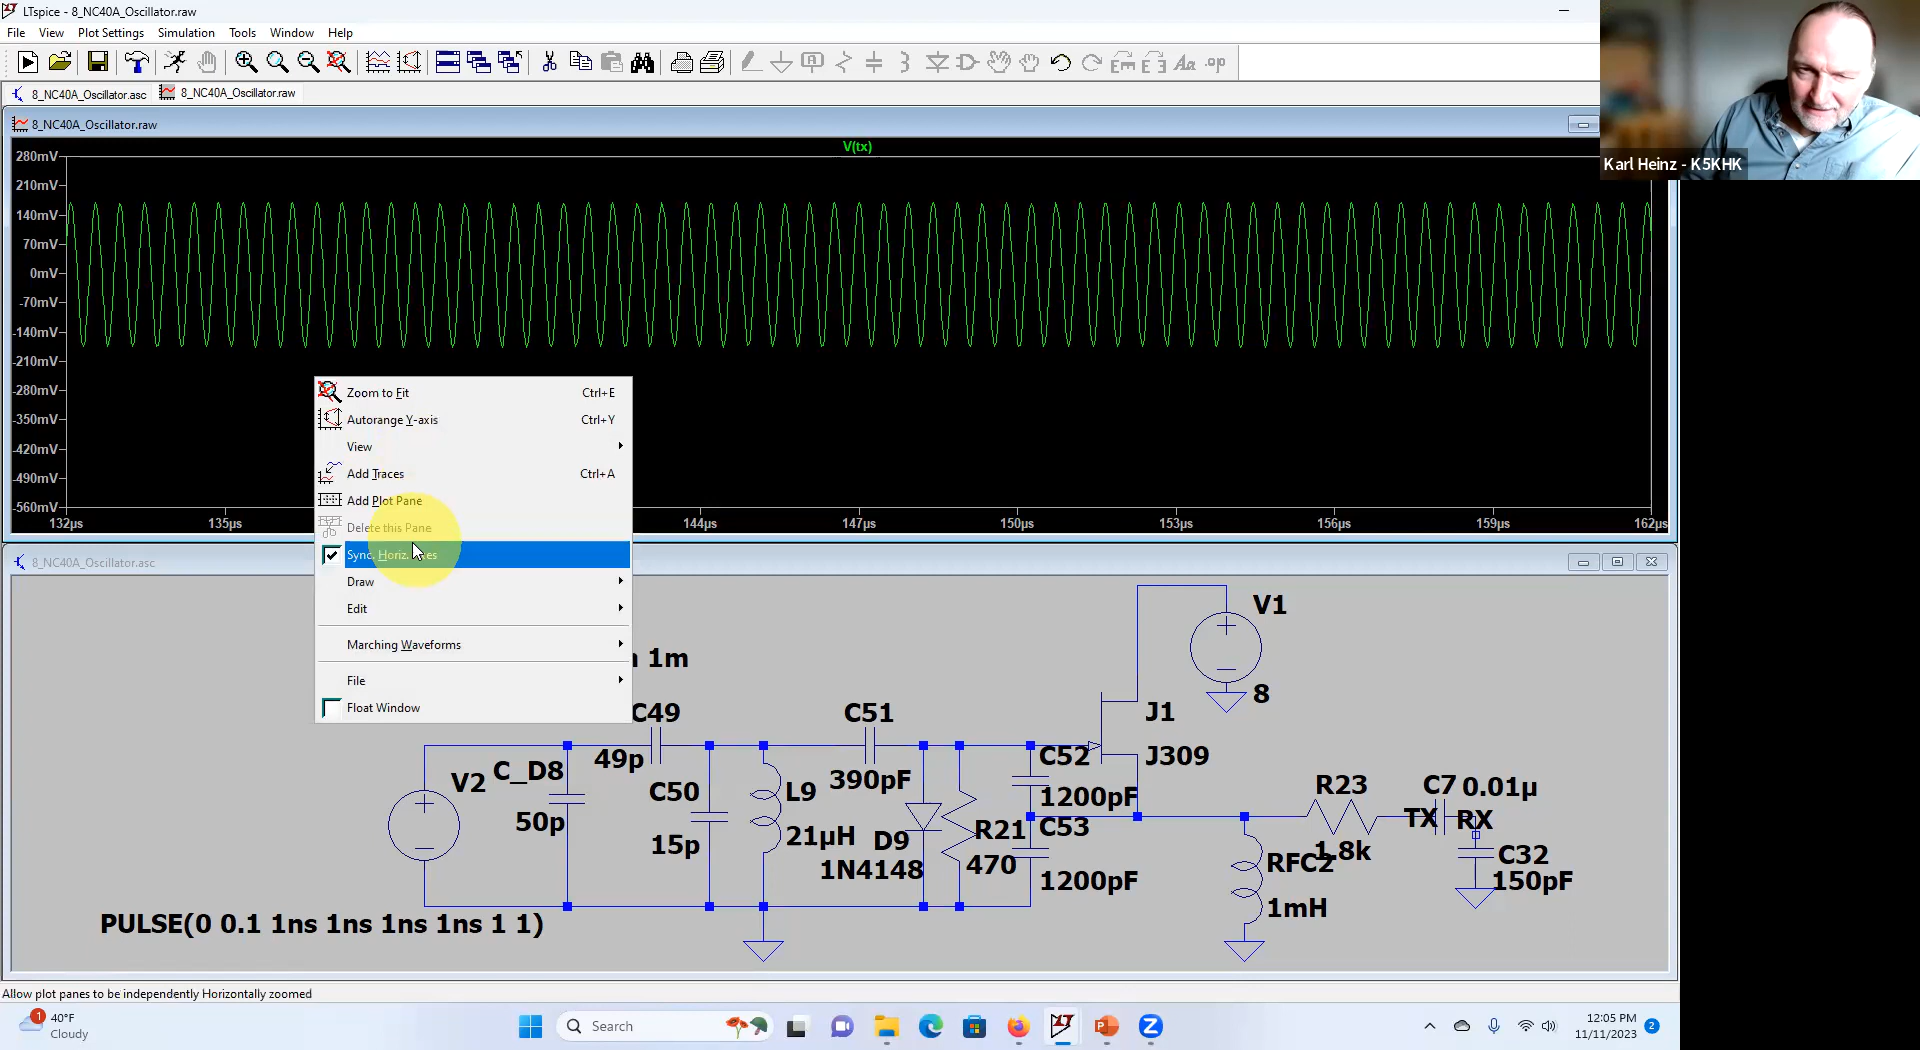 LTspice - 8_NC40A_Oscillator.raw
File View Plot Settings Simulation Tools Window Help
.op
8_NC40A_Oscillator.asc 8_NC40A_Oscillator.raw
8_NC40A_Oscillator.raw
V(tx)
280mV
210mV
140mV
70mV
0mV
-70mV
-140mV
-210mV
-280mV
-350mV
-420mV
-490mV
-560mV
132µs 135µs 144µs 147µs 150µs 153µs 156µs 159µs 162µs
Karl Heinz - K5KHK
Zoom to Fit Ctrl+E
Autorange Y-axis Ctrl+Y
View
Add Traces Ctrl+A
Add Plot Pane
Delete this Pane
Sync. Horiz.
Draw
Edit
Marching Waveforms
File
Float Window
8_NC40A_Oscillator.asc
1m
V1
8
J1
J309
C49
49p
C51
390pF
V2
C_D8
50p
C50
15p
L9
21µH
D9
1N4148
R21
470
C52
1200pF
C53
1200pF
R23
1.8k
C7 0.01µ
TX RX
RFC2
1mH
C32
150pF
PULSE(0 0.1 1ns 1ns 1ns 1ns 1 1)
Allow plot panes to be independently Horizontally zoomed
1
40°F
Cloudy
Search
12:05 PM
11/11/2023
2